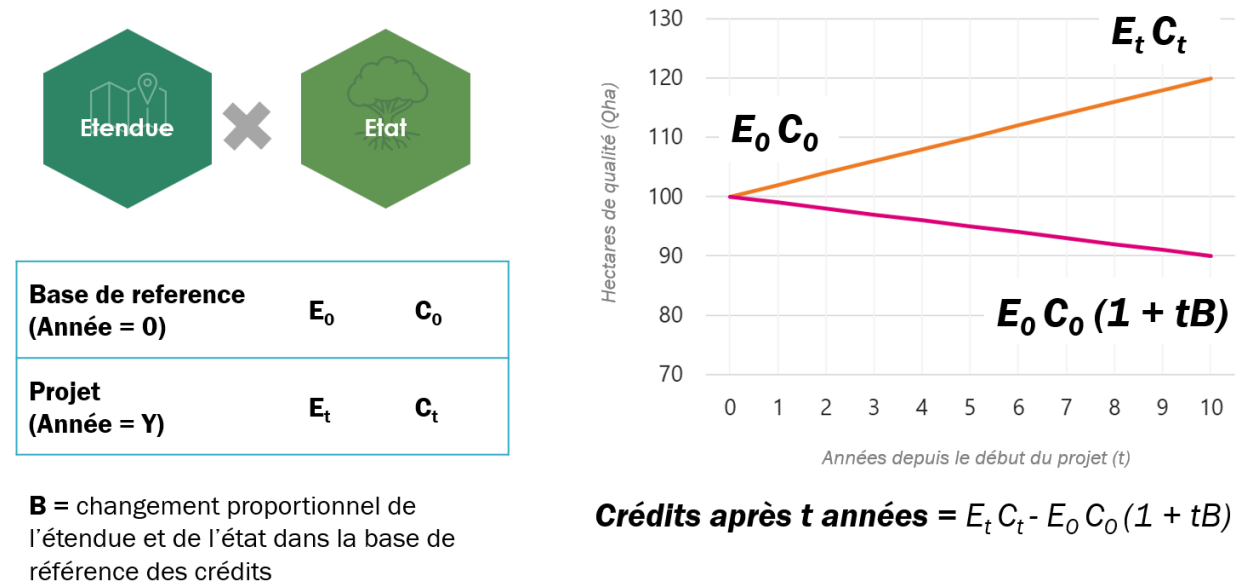 Etendue
Etat
Base de reference
(Année = 0)
E₀
C₀
Projet
(Année = Y)
Eₜ
Cₜ
B = changement proportionnel de
l'étendue et de l'état dans la base de
référence des crédits
130
120
110
100
90
80
70
Hectares de qualité (Qha)
Eₜ Cₜ
E₀ C₀
E₀ C₀ (1 + tB)
0 1 2 3 4 5 6 7 8 9 10
Années depuis le début du projet (t)
Crédits après t années = Eₜ Cₜ - E₀ C₀ (1 + tB)